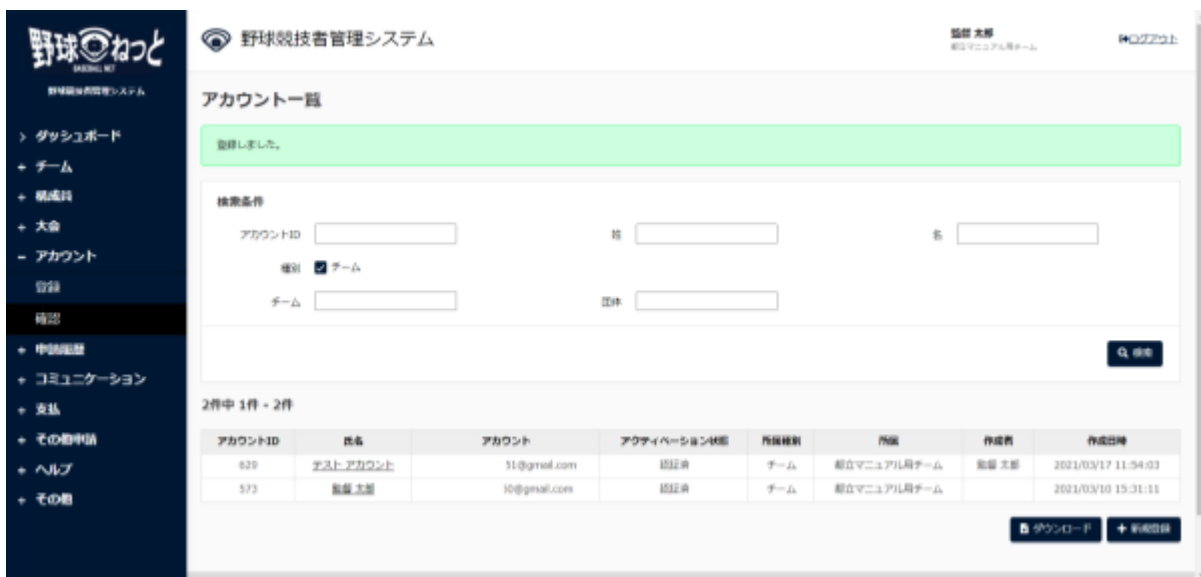 野球ねっと
BASEBALL NET
野球競技者管理システム
野球競技者管理システム
監督 太郎
都立マニュアル用チーム
ログアウト
> ダッシュボード
+ チーム
+ 構成員
+ 大会
- アカウント
登録
確認
+ 申請履歴
+ コミュニケーション
+ 支払
+ その他申請
+ ヘルプ
+ その他
アカウント一覧
登録しました。
検索条件
アカウントID
姓
名
種別 チーム
チーム
団体
検索
2件中 1件 - 2件
アカウントID 氏名 アカウント アクティベーション状態 所属種別 所属 作成者 作成日時
629 テスト アカウント 51@gmail.com 認証済 チーム 都立マニュアル用チーム 監督 太郎 2021/03/17 11:54:03
573 監督 太郎 @gmail.com 認証済 チーム 都立マニュアル用チーム 2021/03/10 15:31:11
ダウンロード + 新規登録